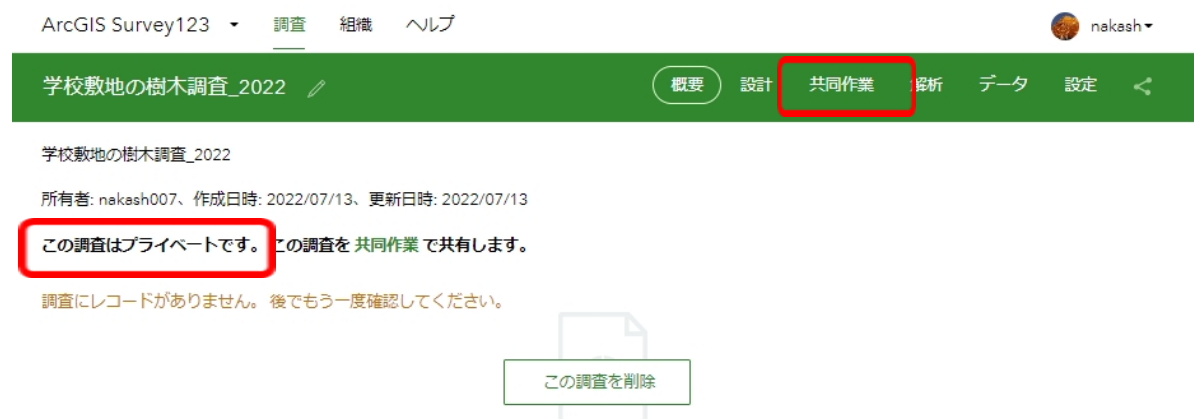 ArcGIS Survey123 調査 組織 ヘルプ nakash
学校敷地の樹木調査_2022 概要 設計 共同作業 解析 データ 設定
学校敷地の樹木調査_2022
所有者: nakash007、作成日時: 2022/07/13、更新日時: 2022/07/13
この調査はプライベートです。 この調査を 共同作業 で共有します。
調査にレコードがありません。 後でもう一度確認してください。
この調査を削除